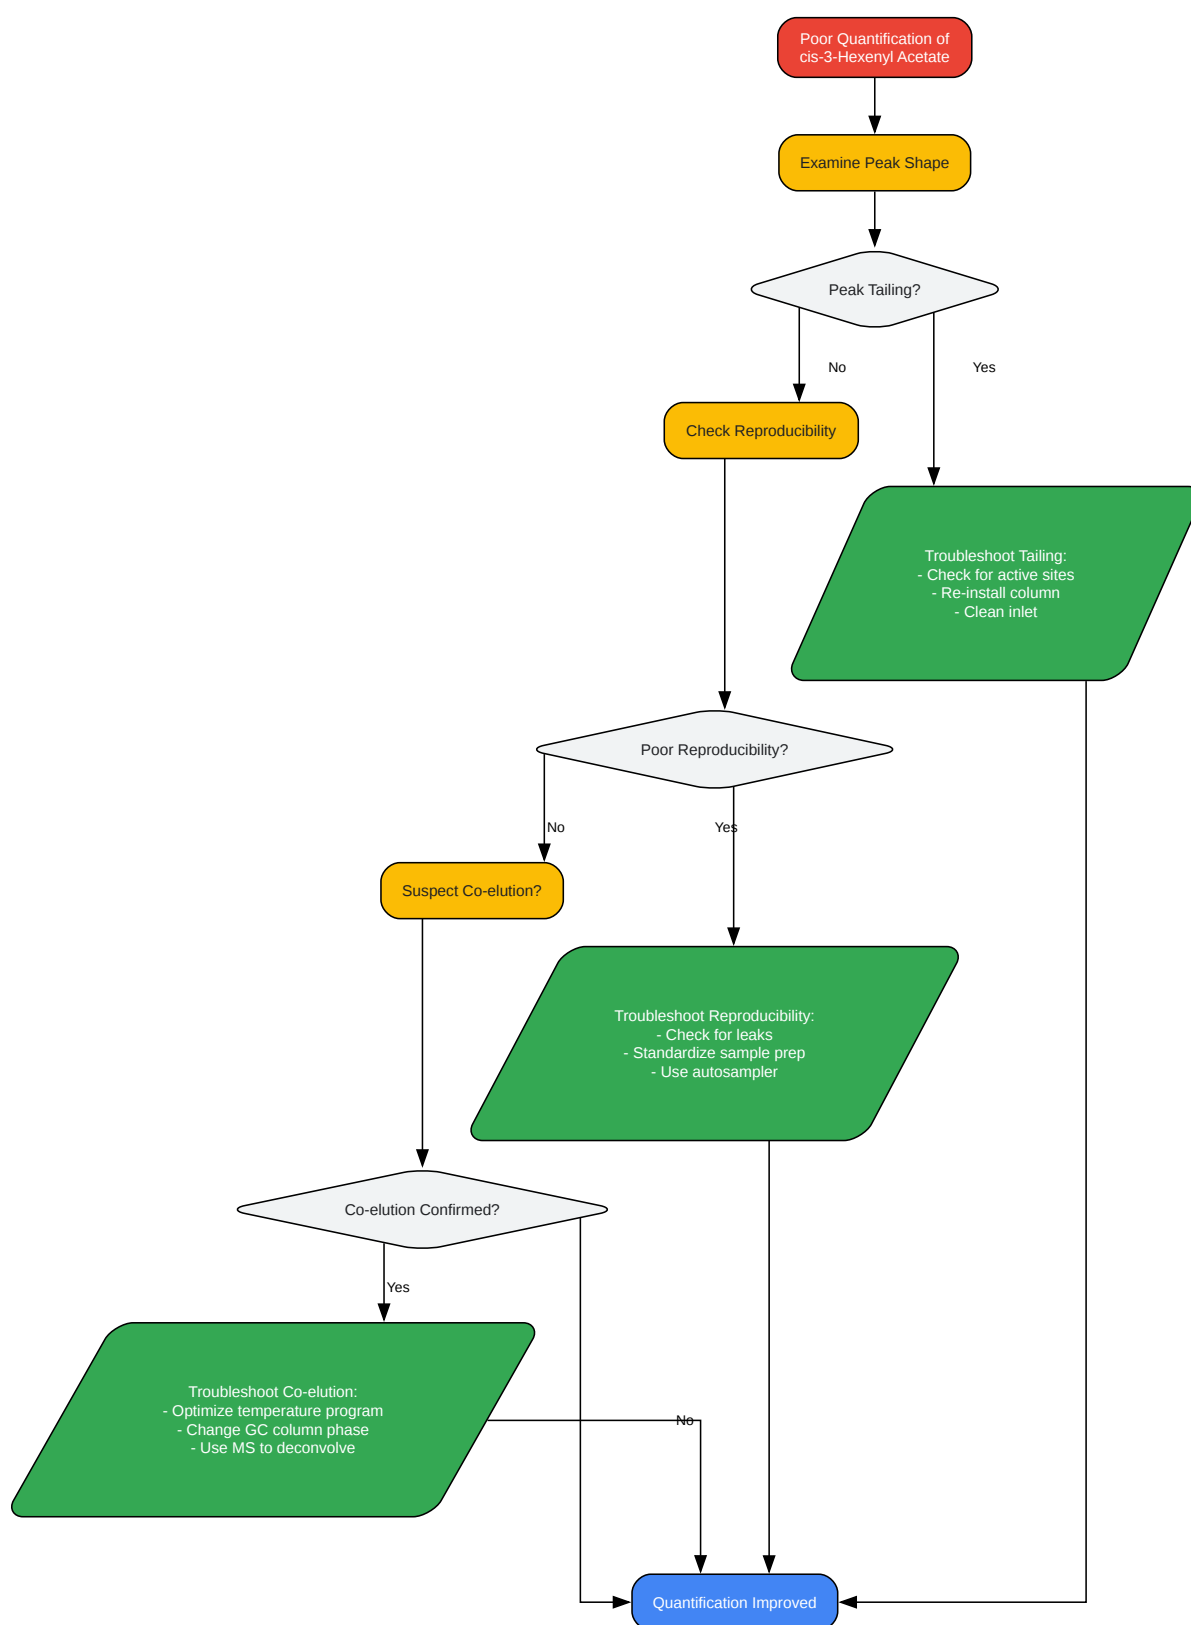 Poor Quantification of
cis-3-Hexenyl Acetate
Examine Peak Shape
Peak Tailing?
No
Yes
Check Reproducibility
Troubleshoot Tailing:
- Check for active sites
- Re-install column
- Clean inlet
Poor Reproducibility?
No
Yes
Suspect Co-elution?
Troubleshoot Reproducibility:
- Check for leaks
- Standardize sample prep
- Use autosampler
Co-elution Confirmed?
Yes
Troubleshoot Co-elution:
- Optimize temperature program
- Change GC column phase
- Use MS to deconvolve
No
Quantification Improved